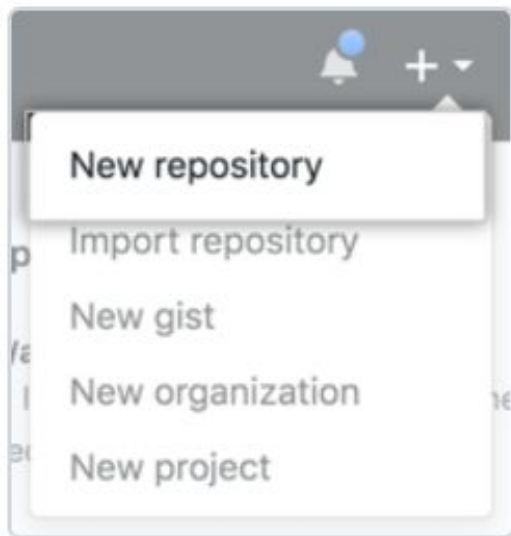 New repository
Import repository
New gist
New organization
New project